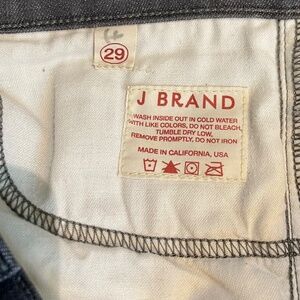 29
J BRAND
WASH INSIDE OUT IN COLD WATER
WITH LIKE COLORS, DO NOT BLEACH,
TUMBLE DRY LOW,
REMOVE PROMPTLY. DO NOT IRON
MADE IN CALIFORNIA, USA